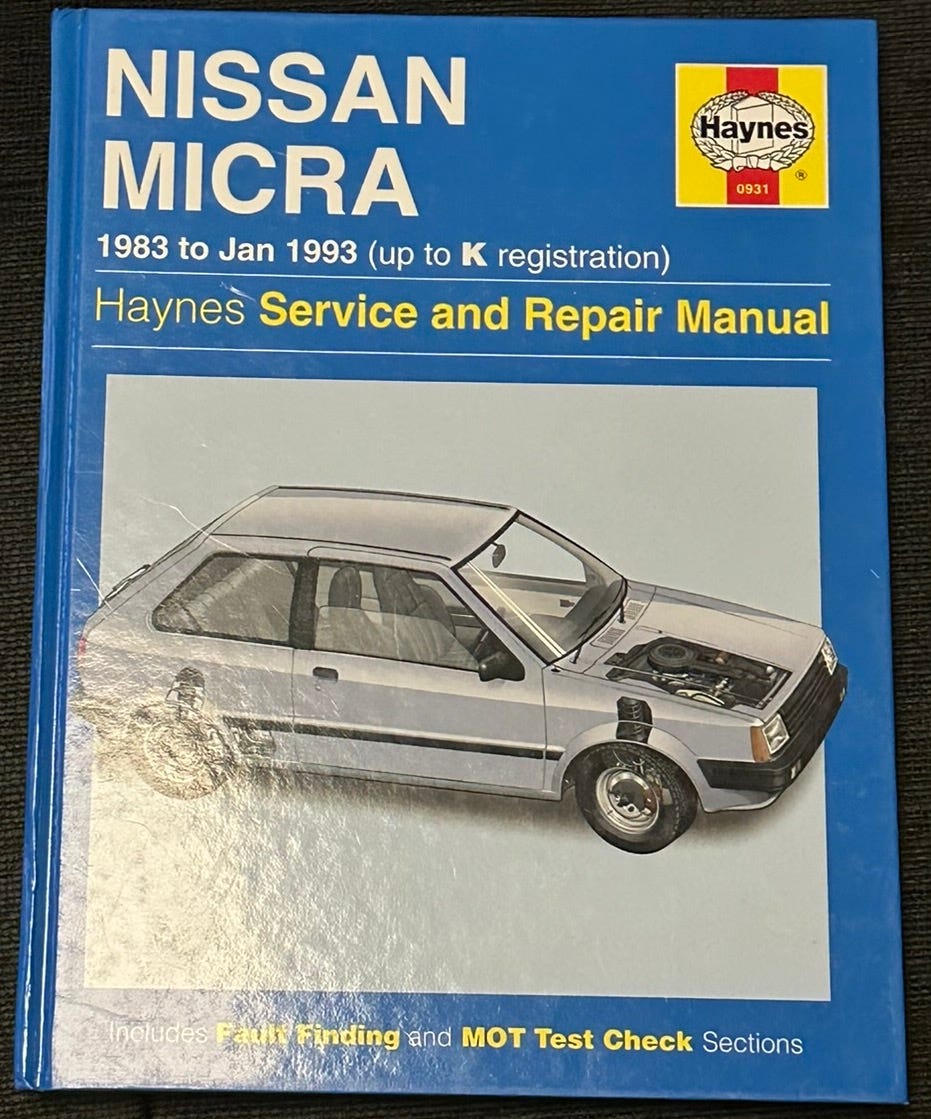 NISSAN
MICRA
Haynes
®
0931
1983 to Jan 1993 (up to K registration)
Haynes Service and Repair Manual
Includes Fault Finding and MOT Test Check Sections